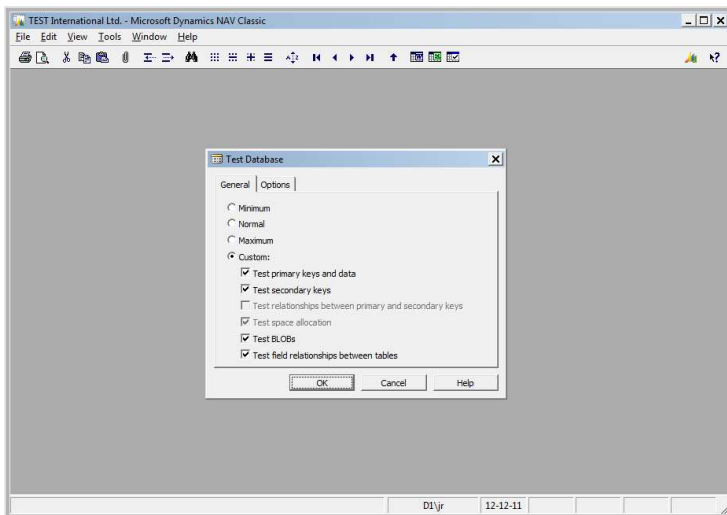 TEST International Ltd. - Microsoft Dynamics NAV Classic
File Edit View Tools Window Help
Test Database
General Options
Minimum
Normal
Maximum
Custom:
Test primary keys and data
Test secondary keys
Test relationships between primary and secondary keys
Test space allocation
Test BLOBs
Test field relationships between tables
OK Cancel Help
D1\jr 12-12-11